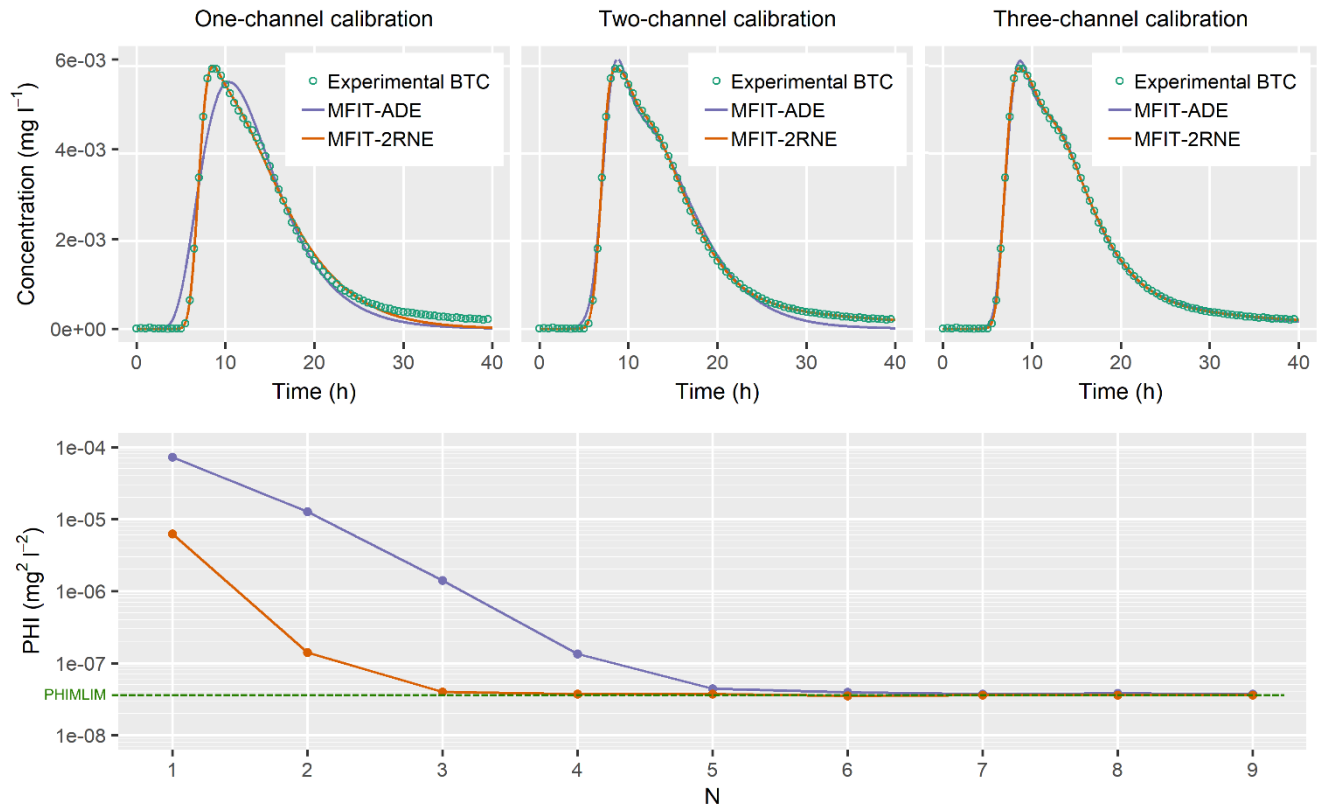 One-channel calibration
Two-channel calibration
Three-channel calibration
Concentration (mg l⁻¹)
6e-03
4e-03
2e-03
0e+00
Experimental BTC
MFIT-ADE
MFIT-2RNE
0 10 20 30 40
Time (h)
Experimental BTC
MFIT-ADE
MFIT-2RNE
0 10 20 30 40
Time (h)
Experimental BTC
MFIT-ADE
MFIT-2RNE
0 10 20 30 40
Time (h)
PHI (mg² l⁻²)
1e-04
1e-05
1e-06
1e-07
PHIMLIM
1e-08
1 2 3 4 5 6 7 8 9
N